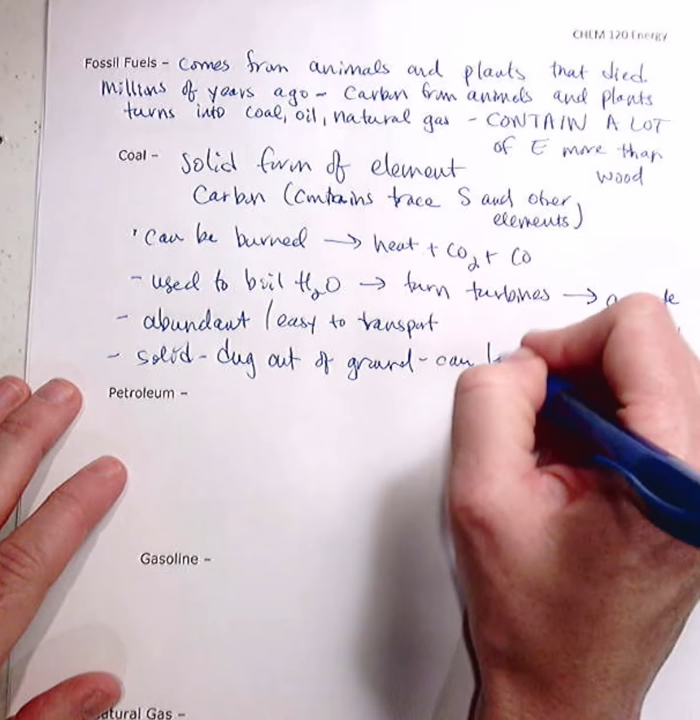 CHEM 120 Energy
Fossil Fuels - comes from animals and plants that died
Millions of years ago - Carbon from animals and plants
turns into coal, oil, natural gas - CONTAIN A LOT
of E more than
wood
Coal - solid form of element
Carbon (contains trace S and other
elements)
• can be burned → heat + CO₂ + CO
- used to boil H₂O → turn turbines →
- abundant / easy to transport
- solid - dug out of ground - can
Petroleum -
Gasoline -
Natural Gas -